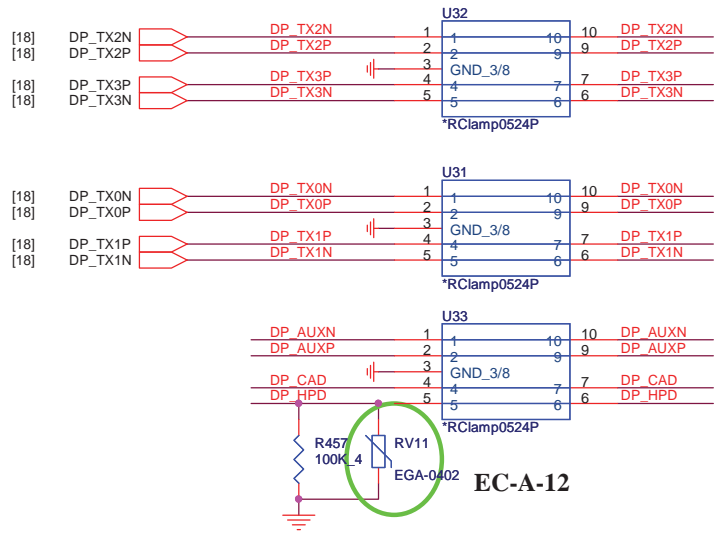 U32
[18] DP_TX2N DP_TX2N 1 1 10 10 DP_TX2N
[18] DP_TX2P DP_TX2P 2 2 9 9 DP_TX2P
3 GND_3/8
[18] DP_TX3P DP_TX3P 4 4 7 7 DP_TX3P
[18] DP_TX3N DP_TX3N 5 5 6 6 DP_TX3N
*RClamp0524P
U31
[18] DP_TX0N DP_TX0N 1 1 10 10 DP_TX0N
[18] DP_TX0P DP_TX0P 2 2 9 9 DP_TX0P
3 GND_3/8
[18] DP_TX1P DP_TX1P 4 4 7 7 DP_TX1P
[18] DP_TX1N DP_TX1N 5 5 6 6 DP_TX1N
*RClamp0524P
U33
DP_AUXN 1 1 10 10 DP_AUXN
DP_AUXP 2 2 9 9 DP_AUXP
3 GND_3/8
DP_CAD 4 4 7 7 DP_CAD
DP_HPD 5 5 6 6 DP_HPD
*RClamp0524P
R457 RV11
100K_4
EGA-0402 EC-A-12